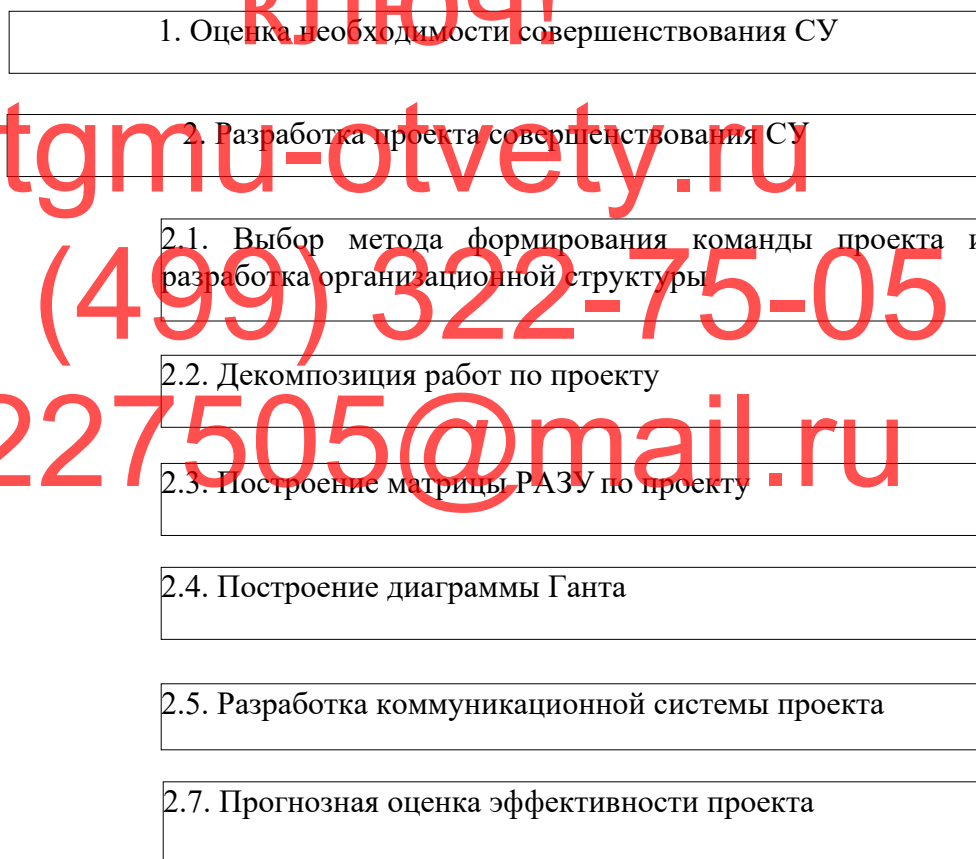 ключ!
1. Оценка необходимости совершенствования СУ
tgmu-otvety.ru
2. Разработка проекта совершенствования СУ
2.1. Выбор метода формирования команды проекта и
разработка организационной структуры
(499) 322-75-05
2.2. Декомпозиция работ по проекту
227505@mail.ru
2.3. Построение матрицы РАЗУ по проекту
2.4. Построение диаграммы Ганта
2.5. Разработка коммуникационной системы проекта
2.7. Прогнозная оценка эффективности проекта